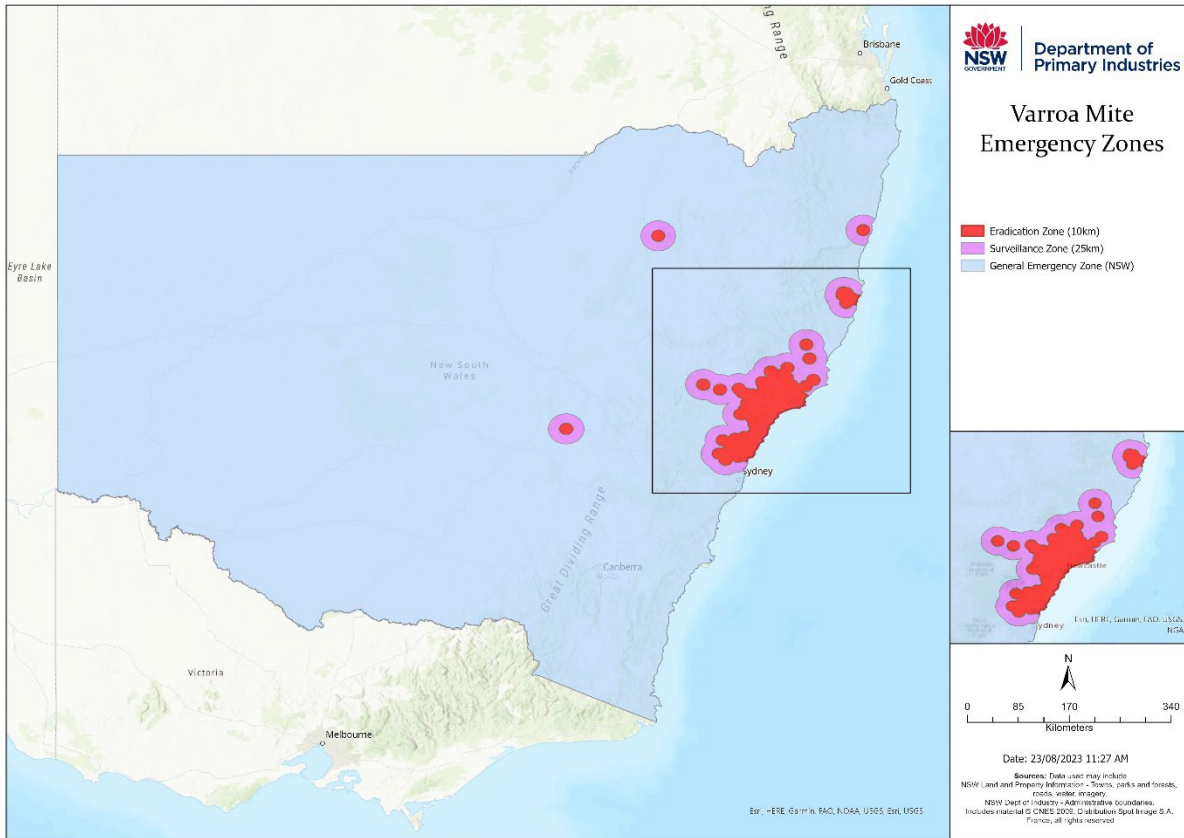 ng Range
Brisbane
Gold Coast
Eyre Lake
Basin
New South
Wales
Sydney
Great Dividing Range
Canberra
Victoria
Melbourne
Esri, HERE, Garmin, FAO, NOAA, USGS, Esri, USGS
NSW
GOVERNMENT
Department of
Primary Industries
Varroa Mite
Emergency Zones
Eradication Zone (10km)
Surveillance Zone (25km)
General Emergency Zone (NSW)
Newcastle
Sydney
Esri, HERE, Garmin, FAO, USGS,
NGA
N
0 85 170 340
Kilometers
Date: 23/08/2023 11:27 AM
Sources: Data used may include
NSW Land and Property Information - Towns, parks and forests,
roads, water, imagery.
NSW Dept of Industry - Administrative boundaries.
Includes material © CNES 2009, Distribution Spot Image S.A.
France, all rights reserved